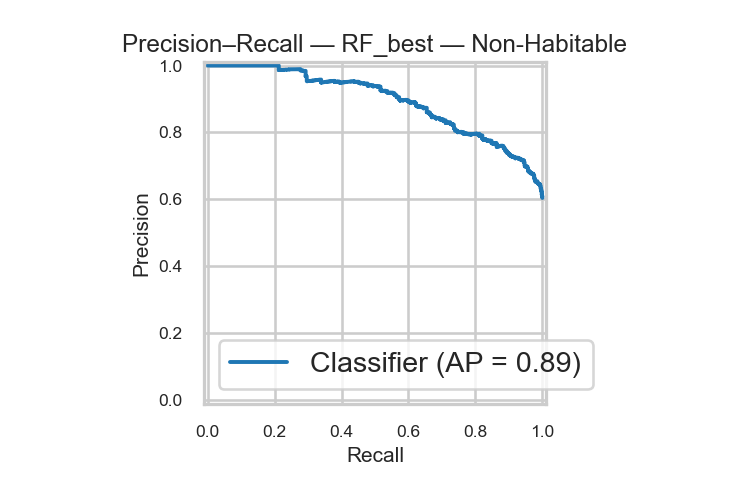 Precision–Recall — RF_best — Non-Habitable
1.0
0.8
0.6
0.4
0.2
0.0
Precision
Classifier (AP = 0.89)
0.0 0.2 0.4 0.6 0.8 1.0
Recall